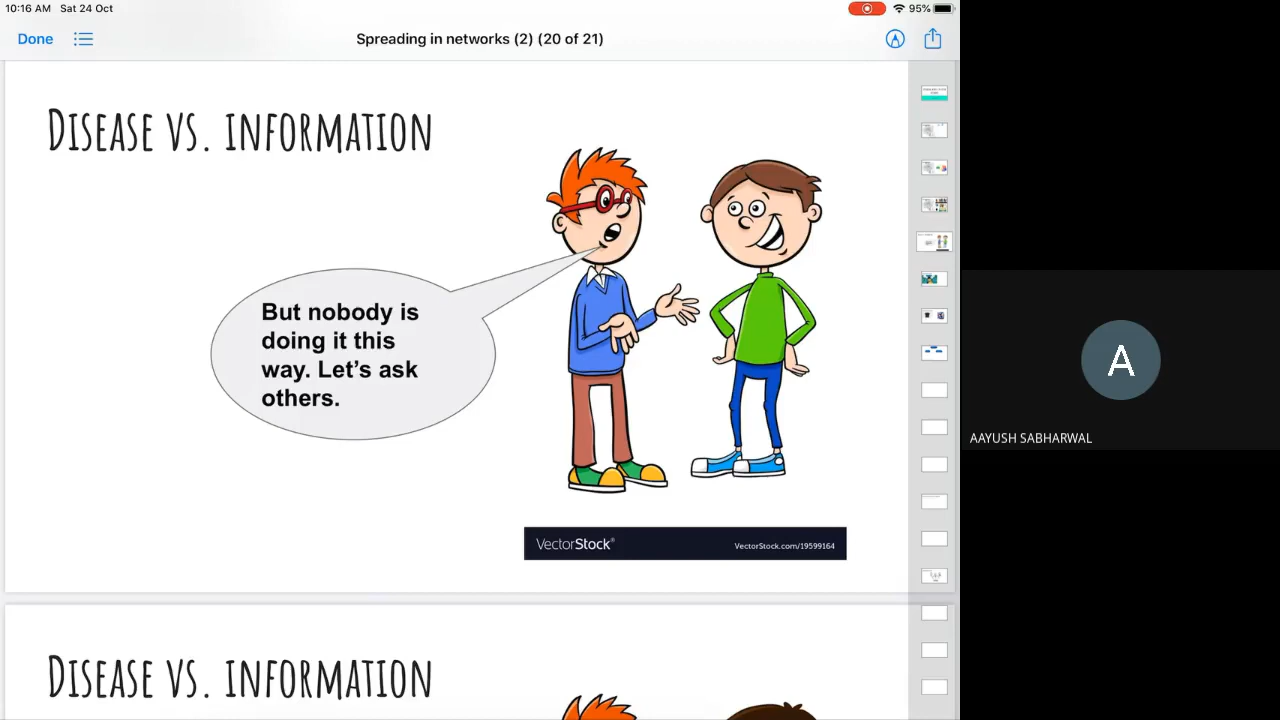 10:16 AM Sat 24 Oct
95%
Done
Spreading in networks (2) (20 of 21)
DISEASE VS. INFORMATION
But nobody is
doing it this
way. Let's ask
others.
VectorStock®
VectorStock.com/19599164
DISEASE VS. INFORMATION
A
AAYUSH SABHARWAL